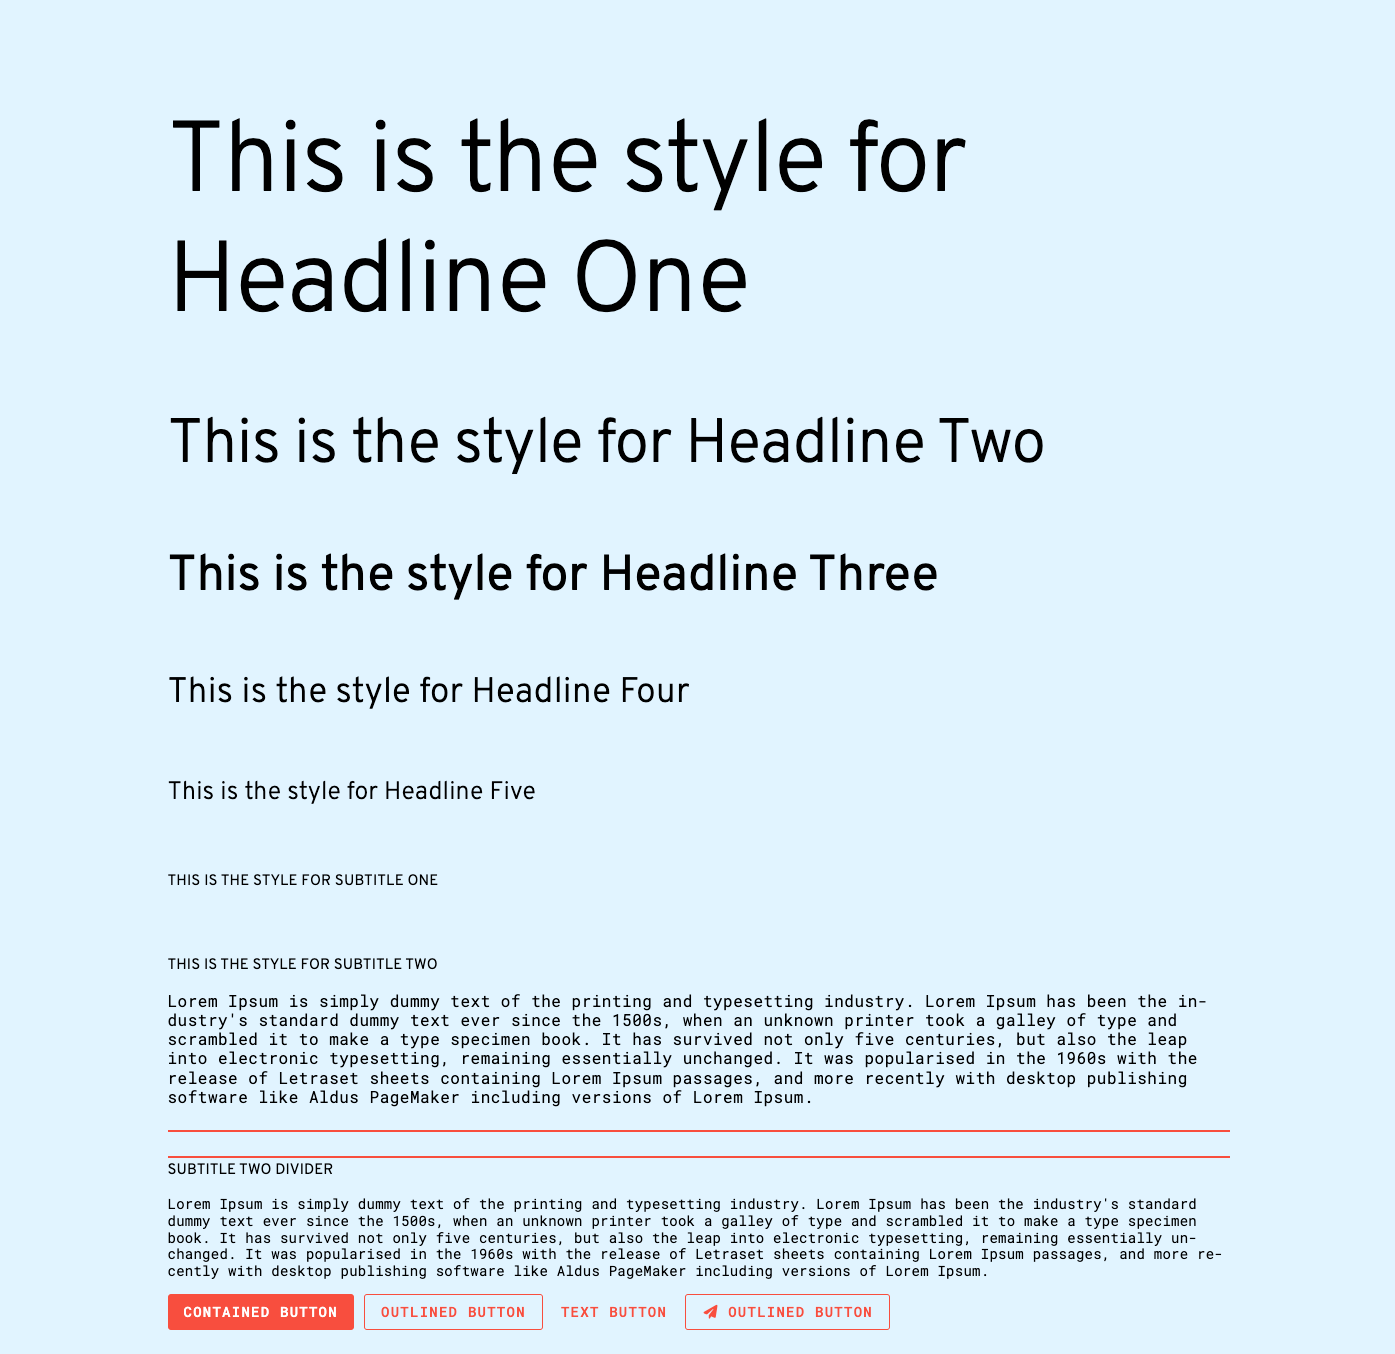 This is the style for
Headline One
This is the style for Headline Two
This is the style for Headline Three
This is the style for Headline Four
This is the style for Headline Five
THIS IS THE STYLE FOR SUBTITLE ONE
THIS IS THE STYLE FOR SUBTITLE TWO
Lorem Ipsum is simply dummy text of the printing and typesetting industry. Lorem Ipsum has been the in-
dustry's standard dummy text ever since the 1500s, when an unknown printer took a galley of type and
scrambled it to make a type specimen book. It has survived not only five centuries, but also the leap
into electronic typesetting, remaining essentially unchanged. It was popularised in the 1960s with the
release of Letraset sheets containing Lorem Ipsum passages, and more recently with desktop publishing
software like Aldus PageMaker including versions of Lorem Ipsum.
SUBTITLE TWO DIVIDER
Lorem Ipsum is simply dummy text of the printing and typesetting industry. Lorem Ipsum has been the industry's standard
dummy text ever since the 1500s, when an unknown printer took a galley of type and scrambled it to make a type specimen
book. It has survived not only five centuries, but also the leap into electronic typesetting, remaining essentially un-
changed. It was popularised in the 1960s with the release of Letraset sheets containing Lorem Ipsum passages, and more re-
cently with desktop publishing software like Aldus PageMaker including versions of Lorem Ipsum.
CONTAINED BUTTON OUTLINED BUTTON TEXT BUTTON OUTLINED BUTTON